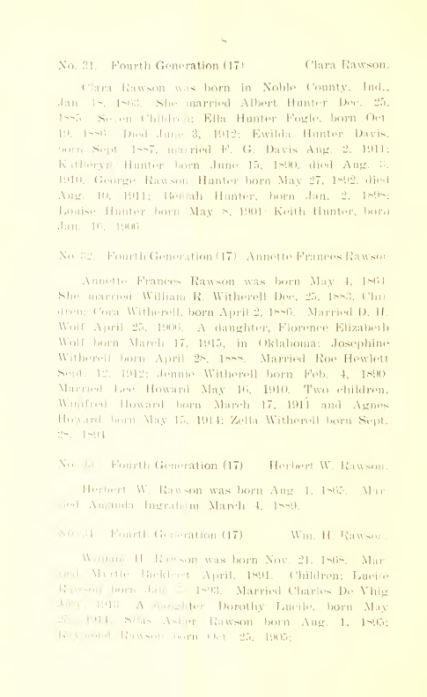 No. 31. Fourth Generation (17) Clara Rawson.
Clara Rawson was born in Noble County, Ind.,
Jan 18, 1863. She married Albert Hunter Dec. 25,
1885. Seven Children; Ella Hunter Fogle, born Oct
19, 1886. Died June 3, 1912; Ewilda Hunter Davis,
born Sept. 1887, married F. G. Davis Aug. 2, 1911;
Katheryn Hunter born June 15, 1890, died Aug.
1910, George Rawson Hunter born May 27, 1892, died
Aug. 10, 1911; Beulah Hunter, born Jan. 2, 1898;
Louise Hunter born May 8, 1901 Keith Hunter, born
Jan. 16, 1906.
No. 32. Fourth Generation (17) Annette Frances Rawson
Annette Frances Rawson was born May 4, 1864
She married William R. Witherell Dec. 25, 1883. Chil
dren, Cora Witherell, born April 2, 1886. Married D. H.
Wolf April 25, 1906. A daughter, Florence Elizabeth
Wolf born March 17, 1915, in Oklahoma; Josephine
Witherell born April 28, 1888. Married Roe Hewlett
Sept. 12, 1912; Jennie Witherell born Feb. 4, 1890
Married Lee Howard May 16, 1910. Two children,
Winifred Howard born March 17, 1911 and Agnes
Howard born May 15, 1914; Zella Witherell born Sept.
28, 1894
No. Fourth Generation (17) Herbert W. Rawson.
Herbert W. Rawson was born Aug. 1, 1865. Mar
ried Amanda Ingraham March 4, 1889.
No. 34 Fourth Generation (17) Wm. H. Rawson.
William H. Rawson was born Nov. 21, 1868. Mar
ried Myrtle April, 1891. Children; Lucile
Rawson born Jan 1893. Married Charles De Vhig
1913. A daughter Dorothy Lucile, born May
1914, Silas Asher Rawson born Aug. 1, 1895;
Raymond Rawson born Oct 25, 1905;